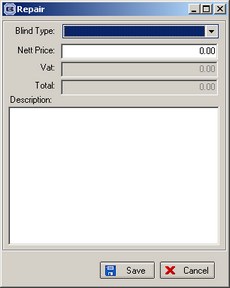 Repair
Blind Type:
Nett Price: 0.00
Vat: 0.00
Total: 0.00
Description:
Save Cancel